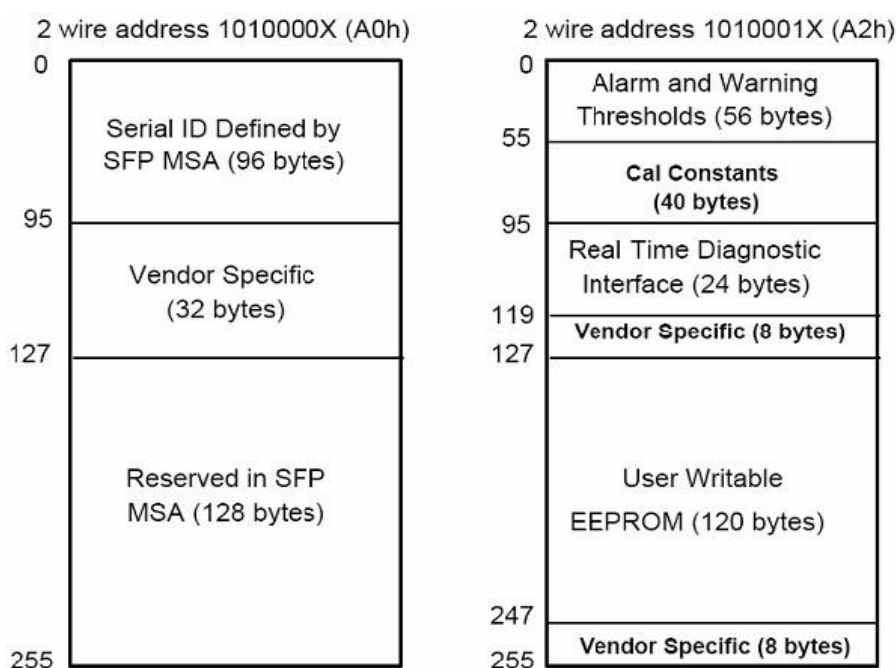 2 wire address 1010000X (A0h)
0
Serial ID Defined by
SFP MSA (96 bytes)
95
Vendor Specific
(32 bytes)
127
Reserved in SFP
MSA (128 bytes)
255
2 wire address 1010001X (A2h)
0
Alarm and Warning
Thresholds (56 bytes)
55
Cal Constants
(40 bytes)
95
Real Time Diagnostic
Interface (24 bytes)
119
Vendor Specific (8 bytes)
127
User Writable
EEPROM (120 bytes)
247
Vendor Specific (8 bytes)
255